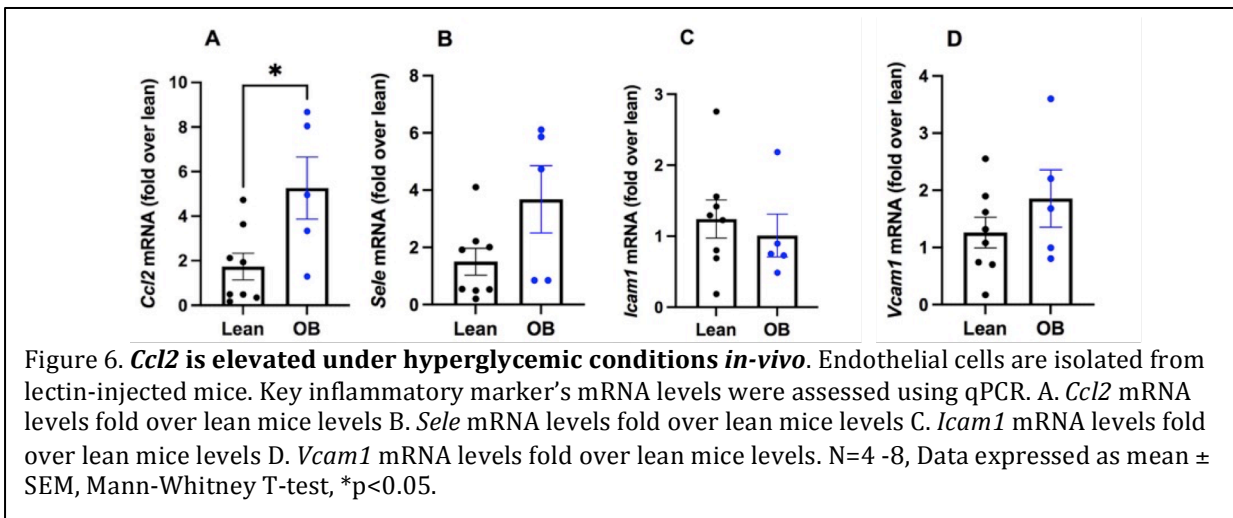 A
B
C
D
*
Ccl2 mRNA (fold over lean)
10
8
6
4
2
0
Lean
OB
Sele mRNA (fold over lean)
8
6
4
2
0
Lean
OB
Icam1 mRNA (fold over lean)
3
2
1
0
Lean
OB
Vcam1 mRNA (fold over lean)
4
3
2
1
0
Lean
OB
Figure 6. Ccl2 is elevated under hyperglycemic conditions in-vivo. Endothelial cells are isolated from
lectin-injected mice. Key inflammatory marker’s mRNA levels were assessed using qPCR. A. Ccl2 mRNA
levels fold over lean mice levels B. Sele mRNA levels fold over lean mice levels C. Icam1 mRNA levels fold
over lean mice levels D. Vcam1 mRNA levels fold over lean mice levels. N=4 -8, Data expressed as mean ±
SEM, Mann-Whitney T-test, *p<0.05.